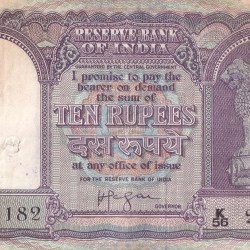 RESERVE BANK
OF INDIA
GUARANTEED BY THE CENTRAL GOVERNMENT
I promise to pay the
bearer on demand
the sum of
TEN RUPEES
दस रुपये
at any office of issue
FOR THE RESERVE BANK OF INDIA
182
K
56
GOVERNOR